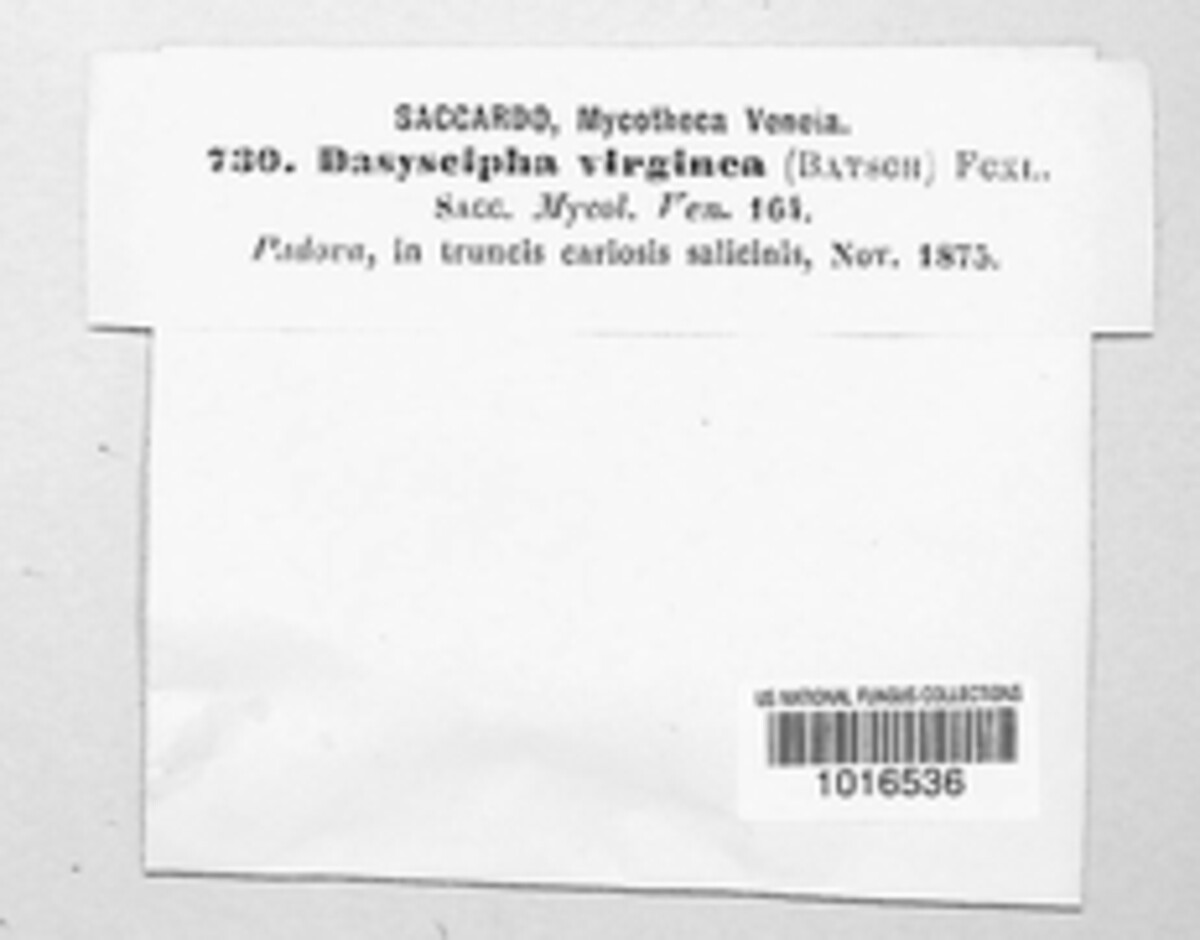 SACCARDO, Mycotheca Veneta.
730. Dasyscypha virginea (BATSCH) FCKL.
SACC. Mycol. Ven. 164.
Padova, in truncis cariosis salicinis, Nov. 1875.
US NATIONAL FUNGUS COLLECTIONS
1016536